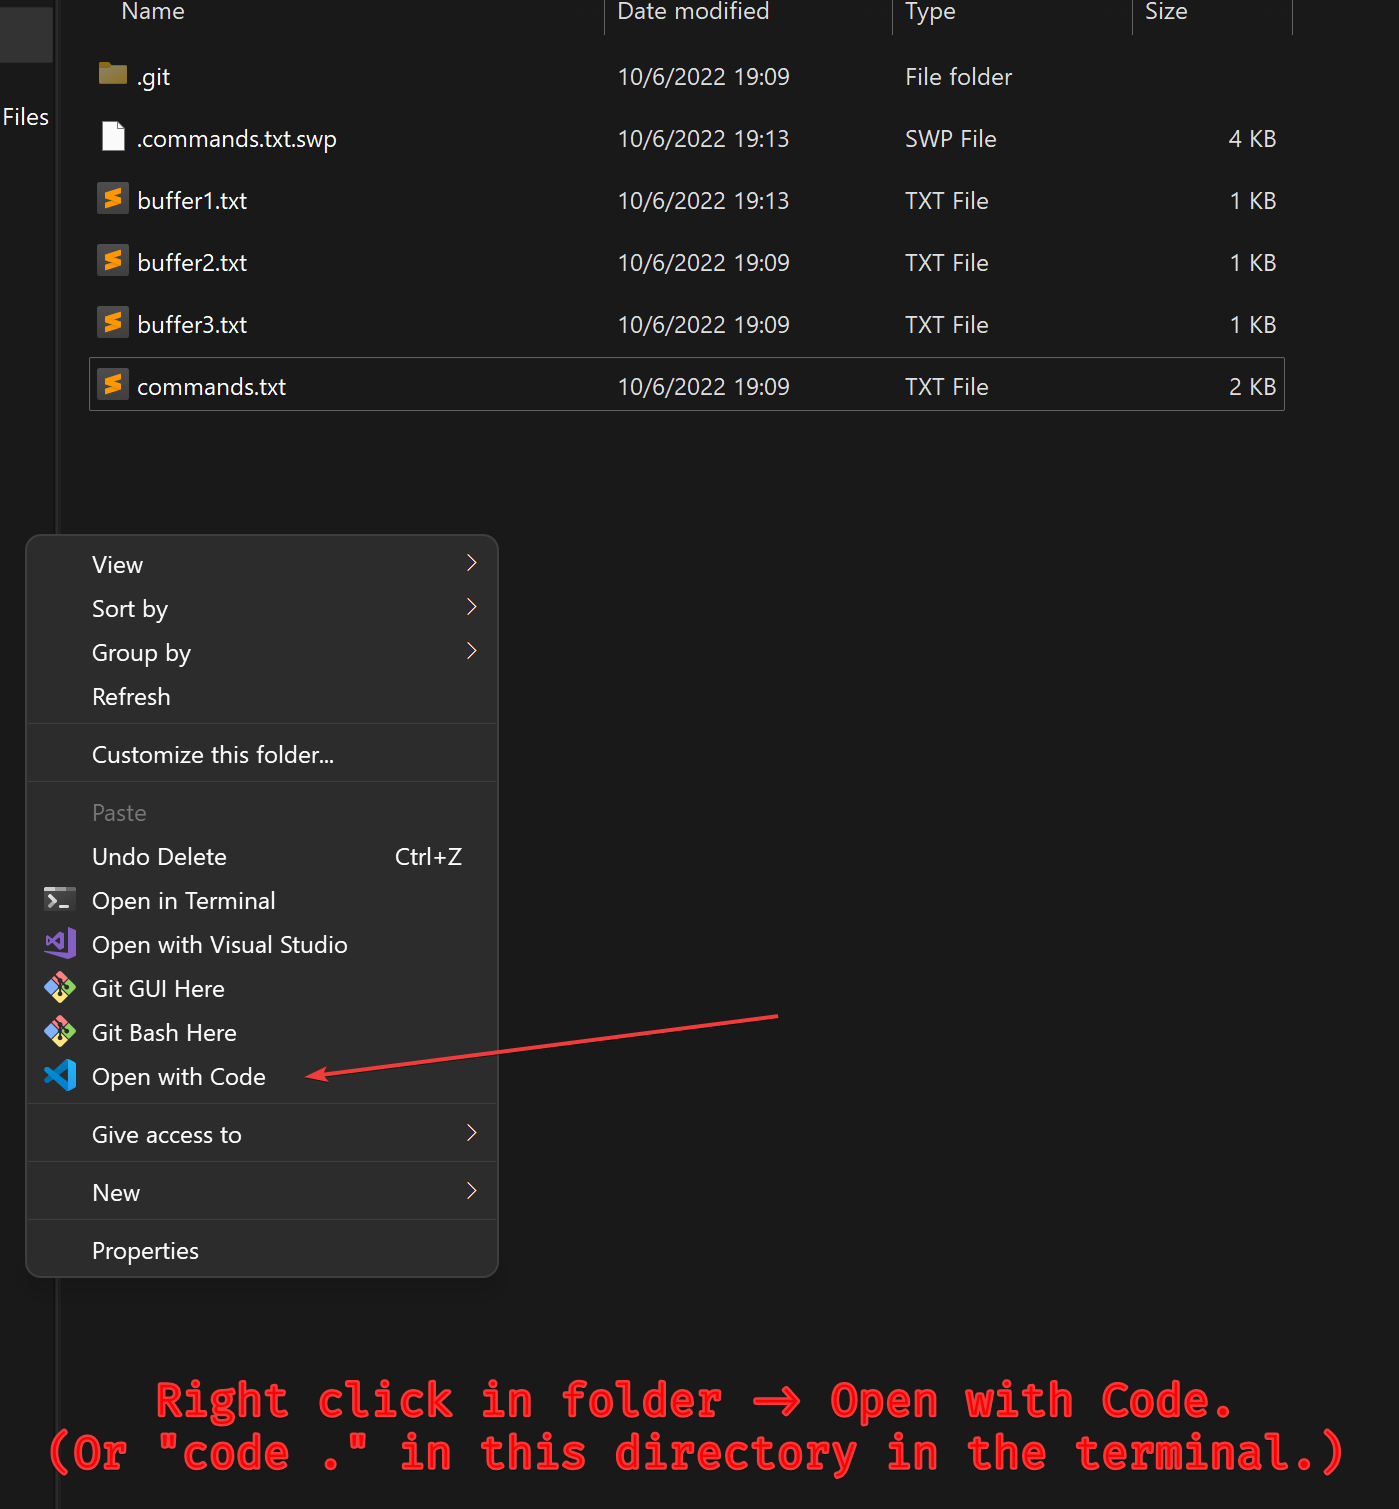 Name Date modified Type Size
.git 10/6/2022 19:09 File folder
Files
.commands.txt.swp 10/6/2022 19:13 SWP File 4 KB
buffer1.txt 10/6/2022 19:13 TXT File 1 KB
buffer2.txt 10/6/2022 19:09 TXT File 1 KB
buffer3.txt 10/6/2022 19:09 TXT File 1 KB
commands.txt 10/6/2022 19:09 TXT File 2 KB
View
Sort by
Group by
Refresh
Customize this folder...
Paste
Undo Delete Ctrl+Z
Open in Terminal
Open with Visual Studio
Git GUI Here
Git Bash Here
Open with Code
Give access to
New
Properties
Right click in folder → Open with Code.
(Or "code ." in this directory in the terminal.)